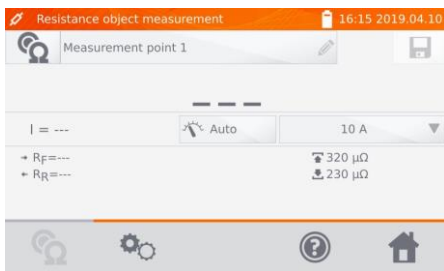 Resistance object measurement 16:15 2019.04.10
Measurement point 1
---
I = --- Auto 10 A
→ RF=--- 320 μΩ
← RR=--- 230 μΩ
?